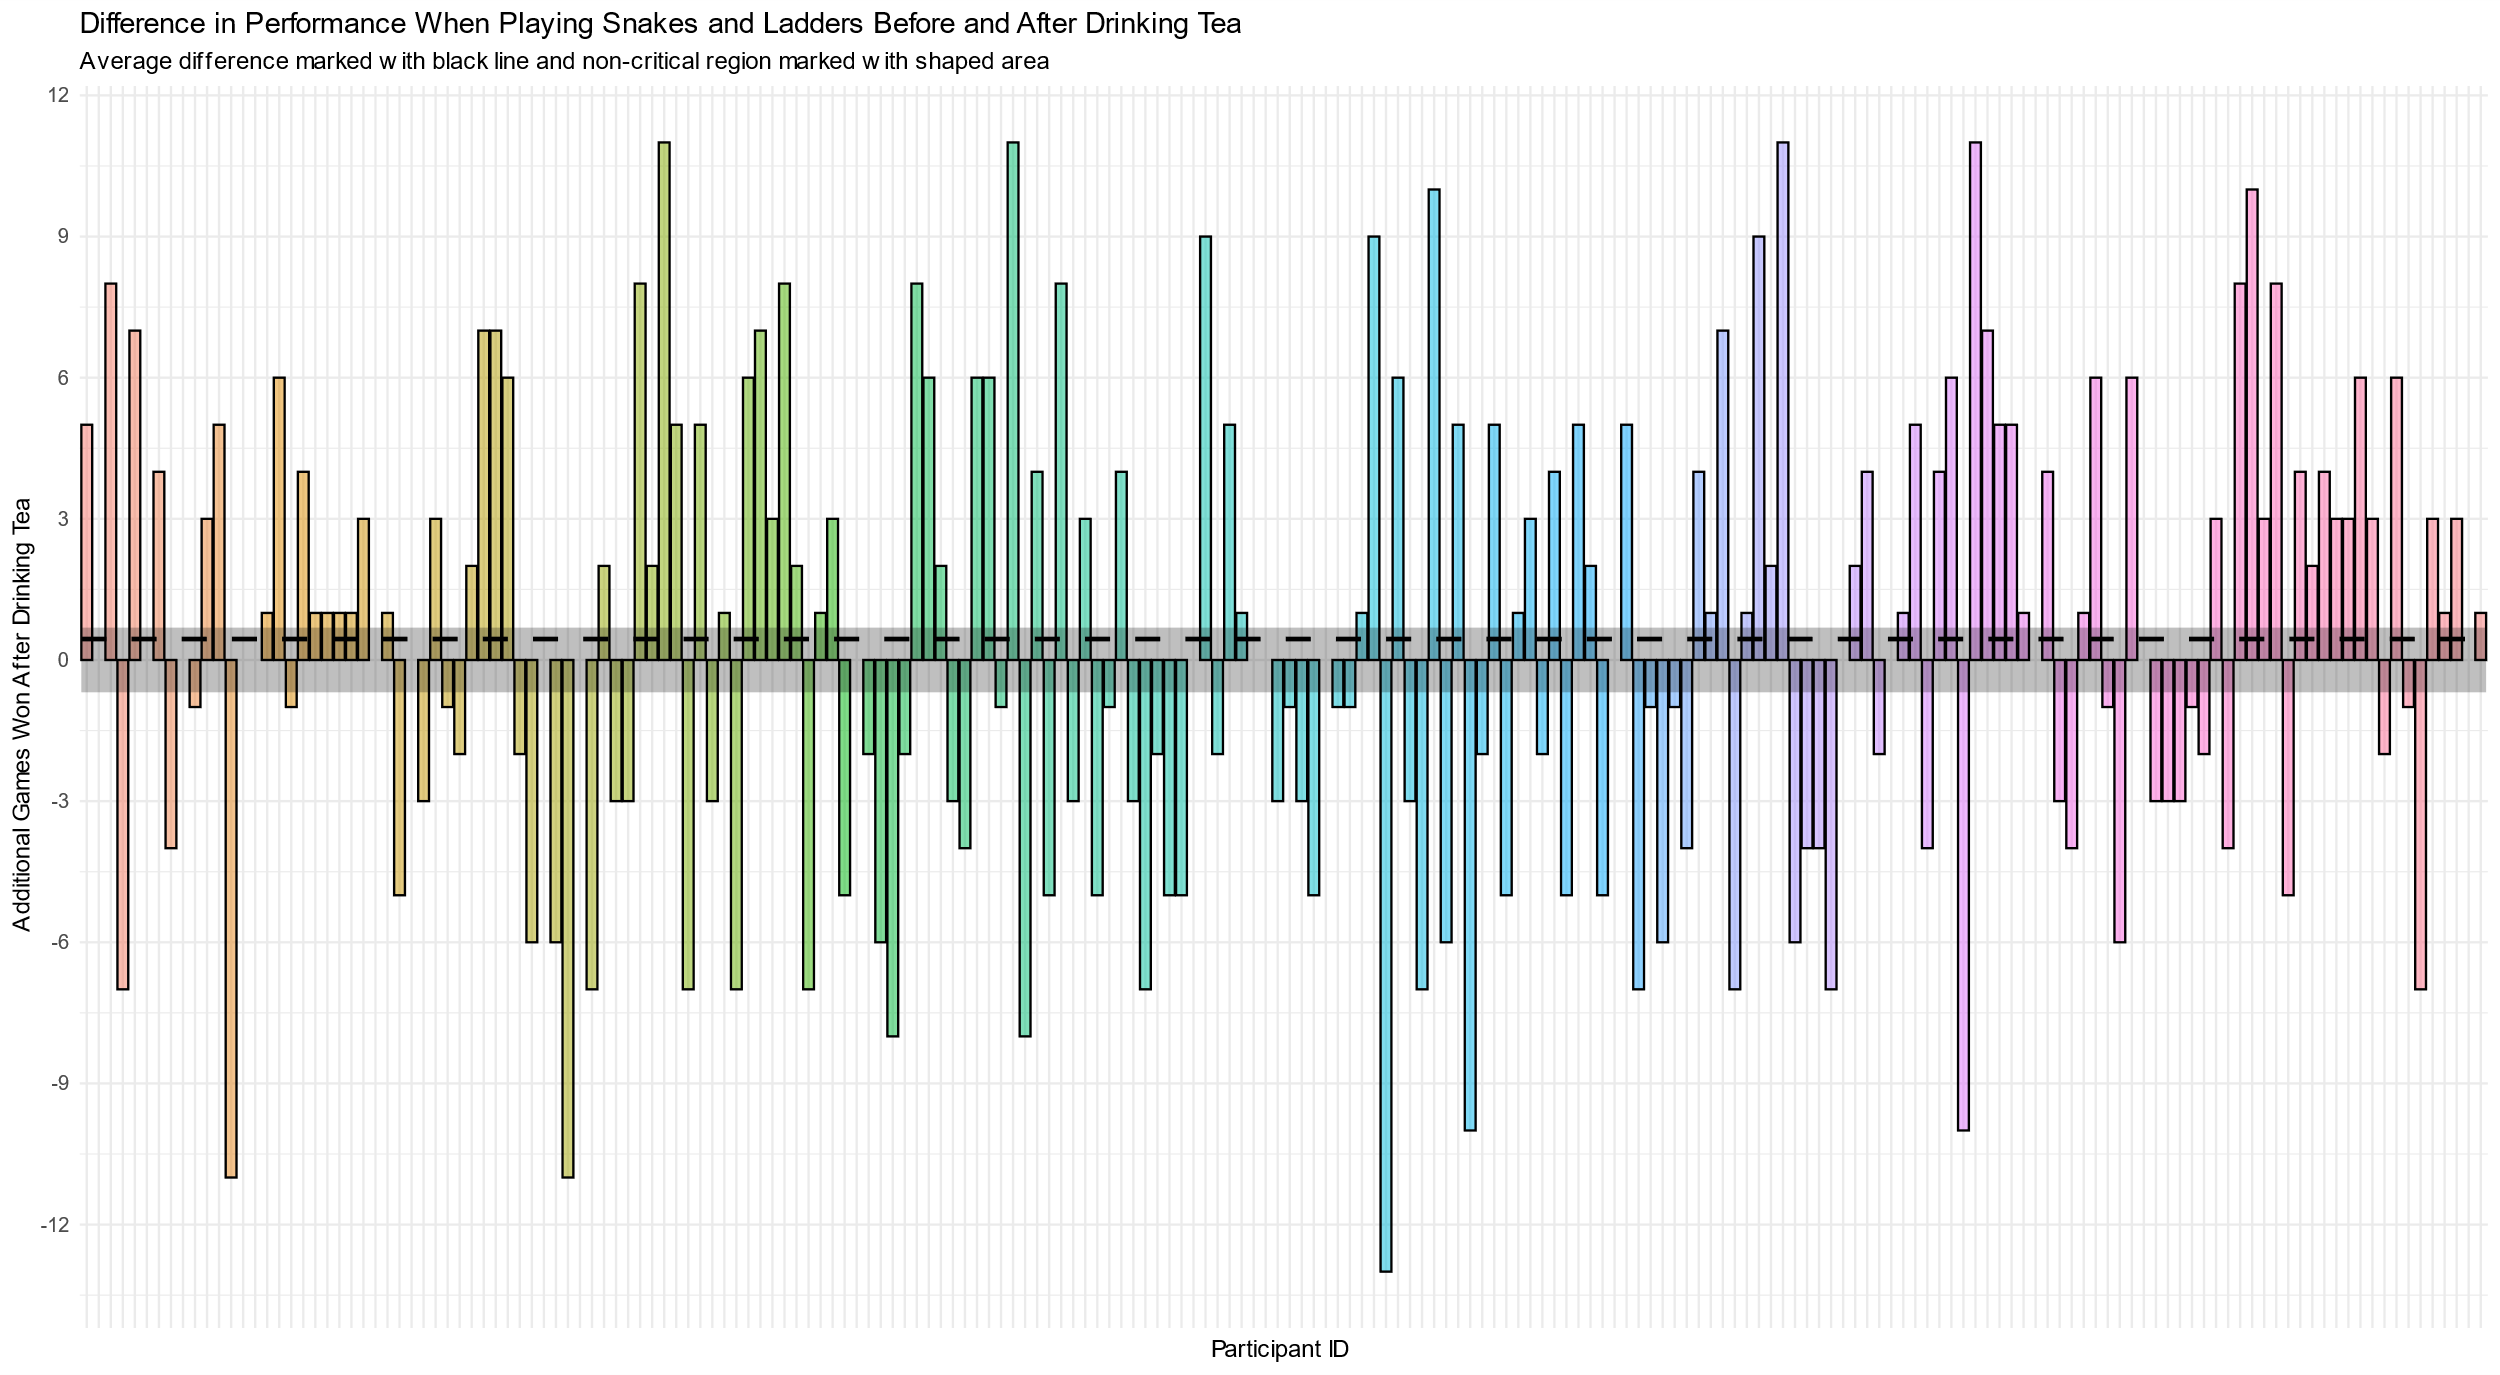 Difference in Performance When Playing Snakes and Ladders Before and After Drinking Tea
Average difference marked with black line and non-critical region marked with shaped area
12
9
6
3
0
-3
-6
-9
-12
Additional Games Won After Drinking Tea
Participant ID